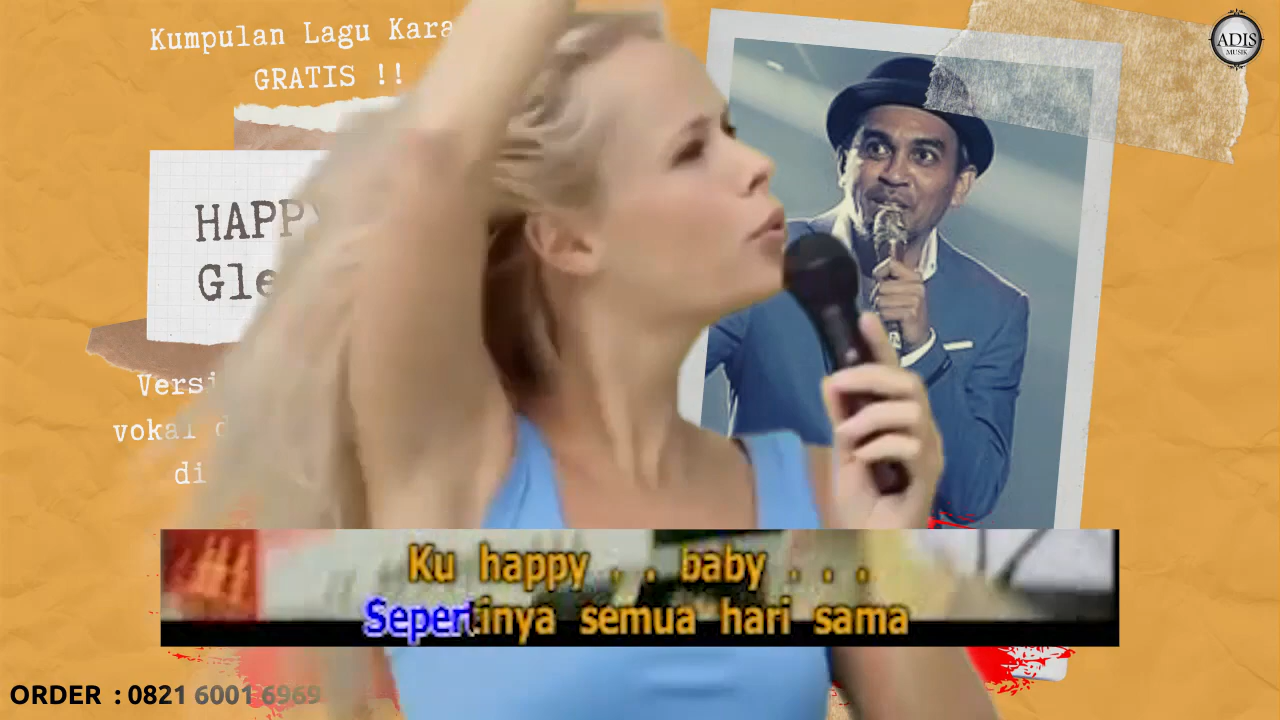 Kumpulan Lagu Kara
GRATIS !!
HAPPY
Gle
Versi
vokal d
di
ADIS
MUSIK
Ku happy . . baby . . .
Sepertinya semua hari sama
ORDER : 0821 6001 6969